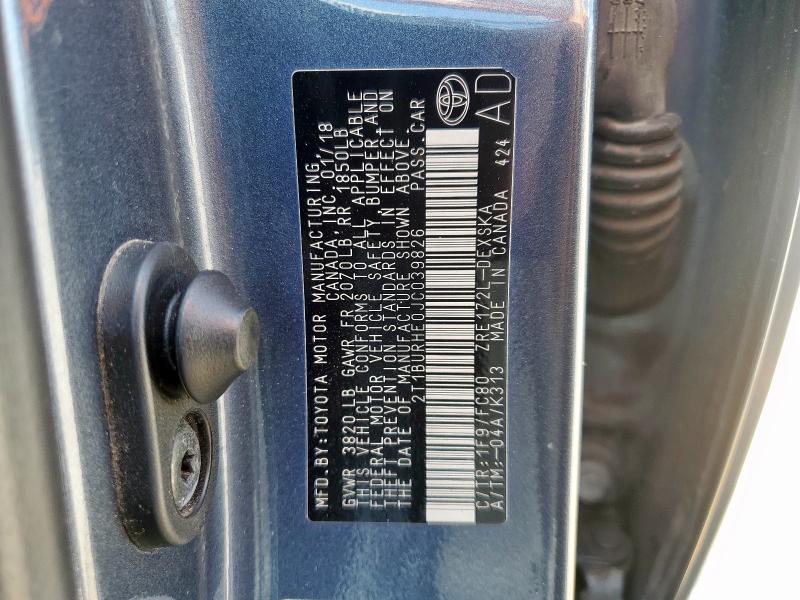 MFD.BY:TOYOTA MOTOR MANUFACTURING,
CANADA, INC. 01/18
GVWR 3820LB GAWR FR 2020LB,RR 1850LB
THIS VEHICLE CONFORMS TO ALL APPLICABLE
FEDERAL MOTOR VEHICLE SAFETY, BUMPER,AND
THEFT PREVENTION STANDARDS IN EFFECT ON
THE DATE OF MANUFACTURE SHOWN ABOVE.
2T1BURHE0JC039826 PASS.CAR
C/TR:1F9/FC80 ZRE172L-DEXSKA
A/TM:-04A/K313 MADE IN CANADA 424
AD